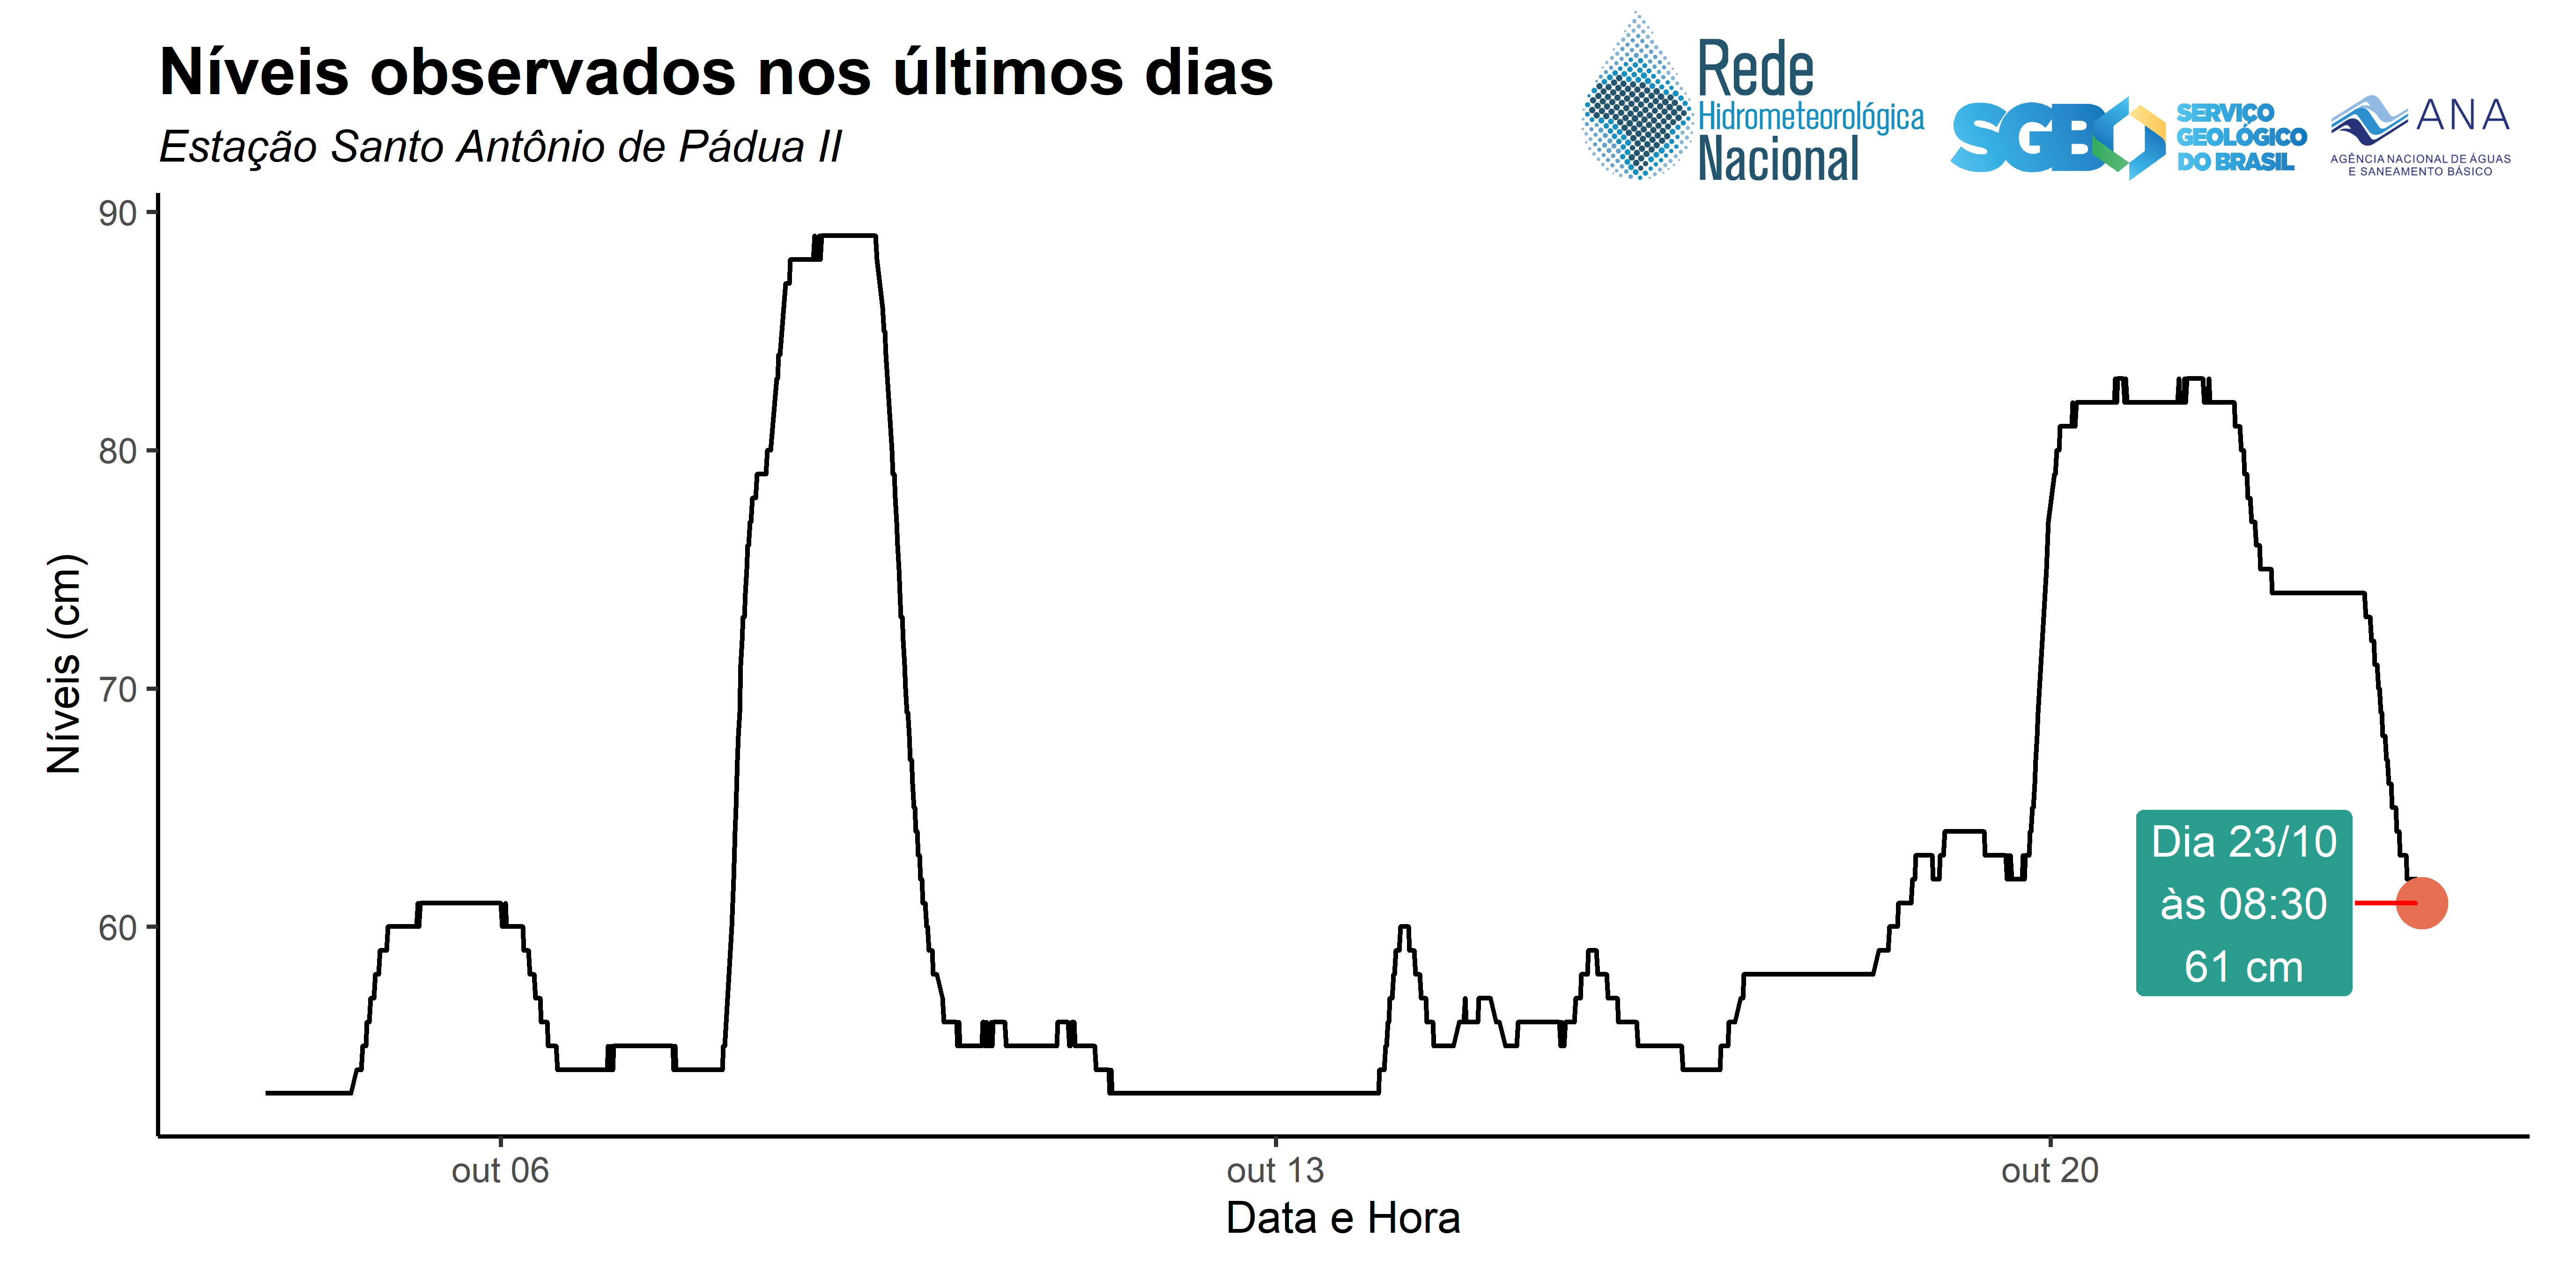 Níveis observados nos últimos dias
Estação Santo Antônio de Pádua II
Rede
Hidrometeorológica
Nacional
SGB
SERVIÇO
GEOLÓGICO
DO BRASIL
ANA
AGÊNCIA NACIONAL DE ÁGUAS
E SANEAMENTO BÁSICO
Níveis (cm)
90
80
70
60
Dia 23/10
às 08:30
61 cm
out 06
out 13
out 20
Data e Hora